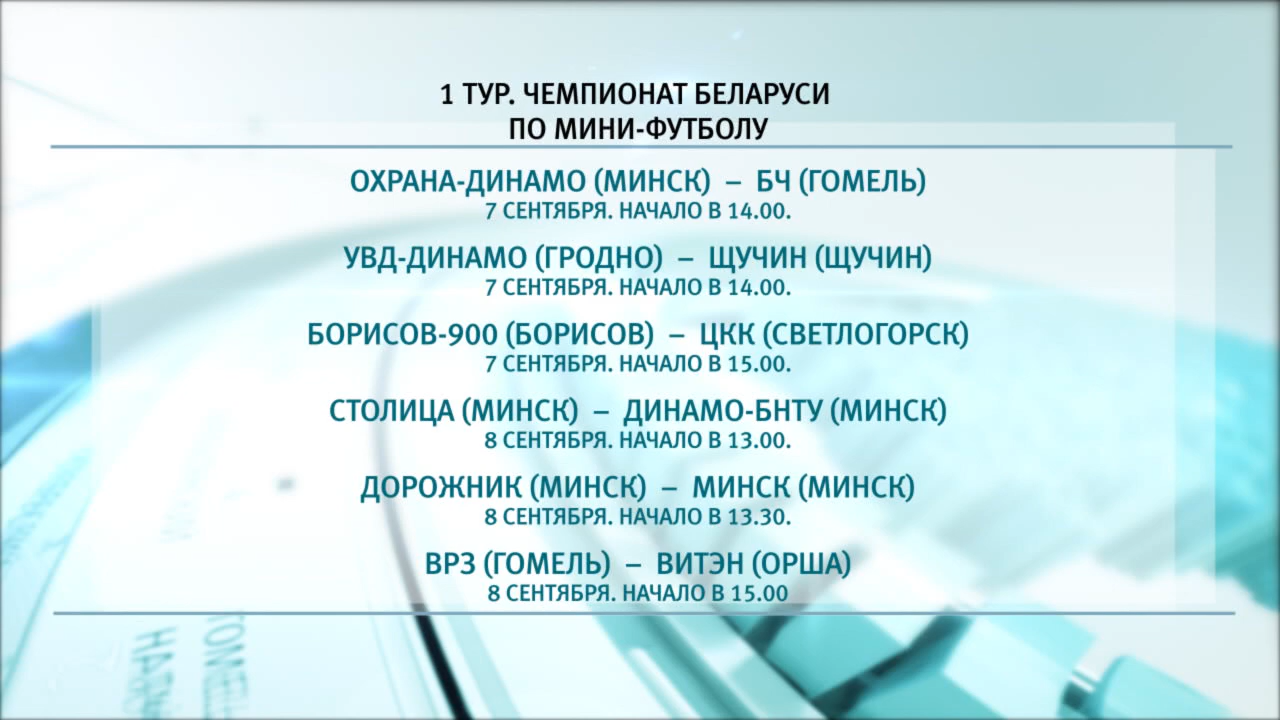 1 ТУР. ЧЕМПИОНАТ БЕЛАРУСИ
ПО МИНИ-ФУТБОЛУ
ОХРАНА-ДИНАМО (МИНСК) – БЧ (ГОМЕЛЬ)
7 СЕНТЯБРЯ. НАЧАЛО В 14.00.
УВД-ДИНАМО (ГРОДНО) – ЩУЧИН (ЩУЧИН)
7 СЕНТЯБРЯ. НАЧАЛО В 14.00.
БОРИСОВ-900 (БОРИСОВ) – ЦКК (СВЕТЛОГОРСК)
7 СЕНТЯБРЯ. НАЧАЛО В 15.00.
СТОЛИЦА (МИНСК) – ДИНАМО-БНТУ (МИНСК)
8 СЕНТЯБРЯ. НАЧАЛО В 13.00.
ДОРОЖНИК (МИНСК) – МИНСК (МИНСК)
8 СЕНТЯБРЯ. НАЧАЛО В 13.30.
ВРЗ (ГОМЕЛЬ) – ВИТЭН (ОРША)
8 СЕНТЯБРЯ. НАЧАЛО В 15.00